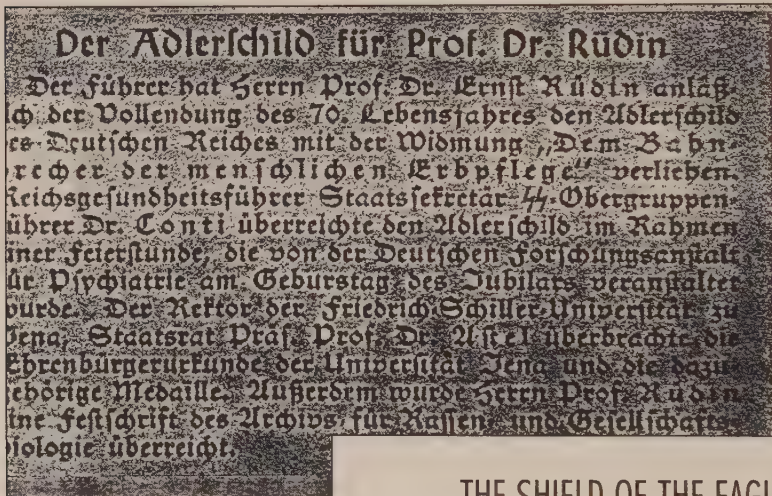 Der Adlerschild für Prof. Dr. Rüdin
Der Führer hat Herrn Prof. Dr. Ernst Rüdin anläß-
ich der Vollendung des 70. Lebensjahres den Adlerschild
es Deutschen Reiches mit der Widmung „Dem Bahn-
recher der menschlichen Erbpflege" verliehen.
Reichsgesundheitsführer Staatssekretär SS-Obergruppen-
ührer Dr. Conti überreichte den Adlerschild im Rahmen
iner Feierstunde, die von der Deutschen Forschungsanstalt
ür Psychiatrie am Geburstag des Jubilars veranstaltet
wurde. Der Rektor der Friedrich-Schiller-Universität zu
Jena, Staatsrat Präs. Prof. Dr. Astel überbrachte die
Ehrenbürgerurkunde der Universität Jena und die dazu-
gehörige Medaille. Außerdem wurde Herrn Prof. Rüdin
ine Festschrift des Archivs für Rassen- und Gesellschafts-
iologie überreicht.
THE SHIELD OF THE EAGL